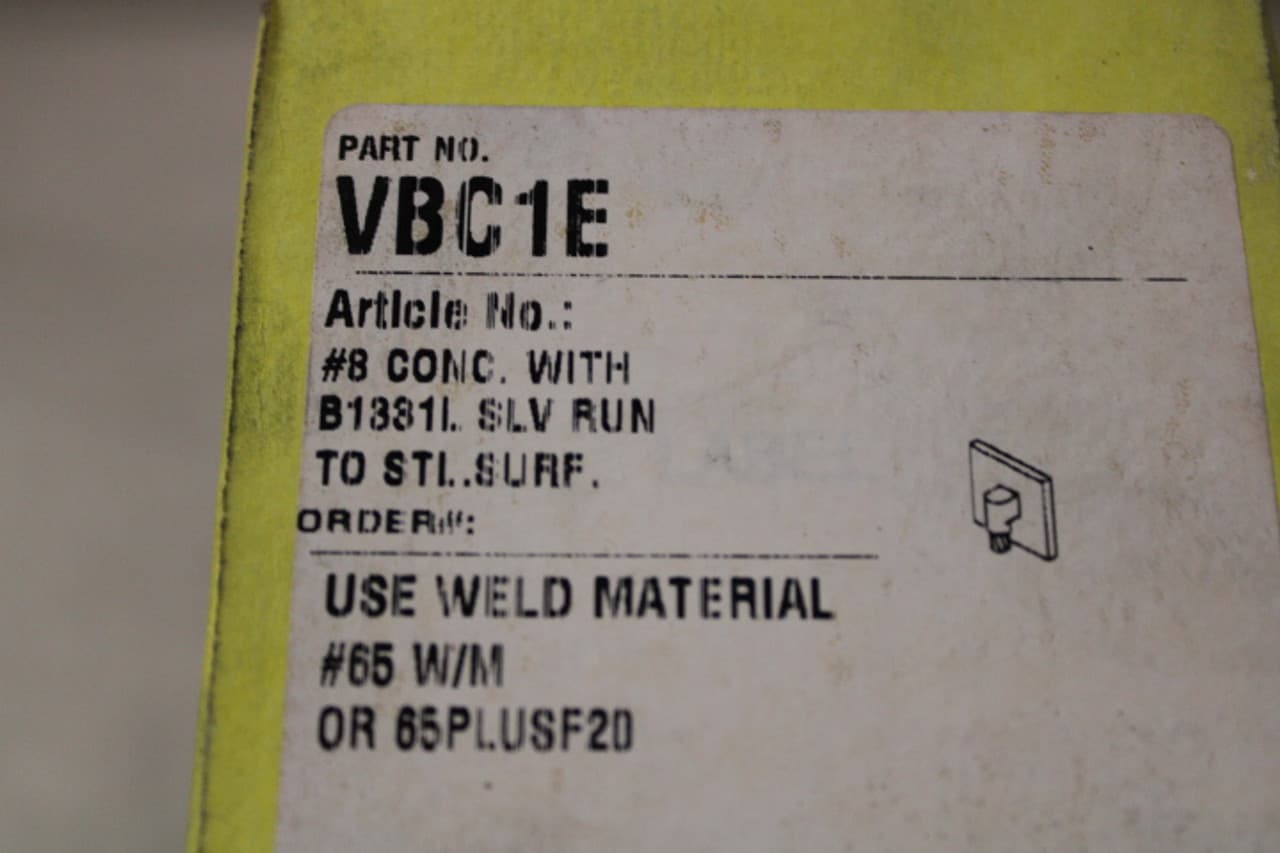 PART NO.
VBC1E
Article No.:
#8 CONC. WITH
B1331L SLV RUN
TO STL.SURF.
ORDER#:
USE WELD MATERIAL
#65 W/M
OR 65PLUSF20